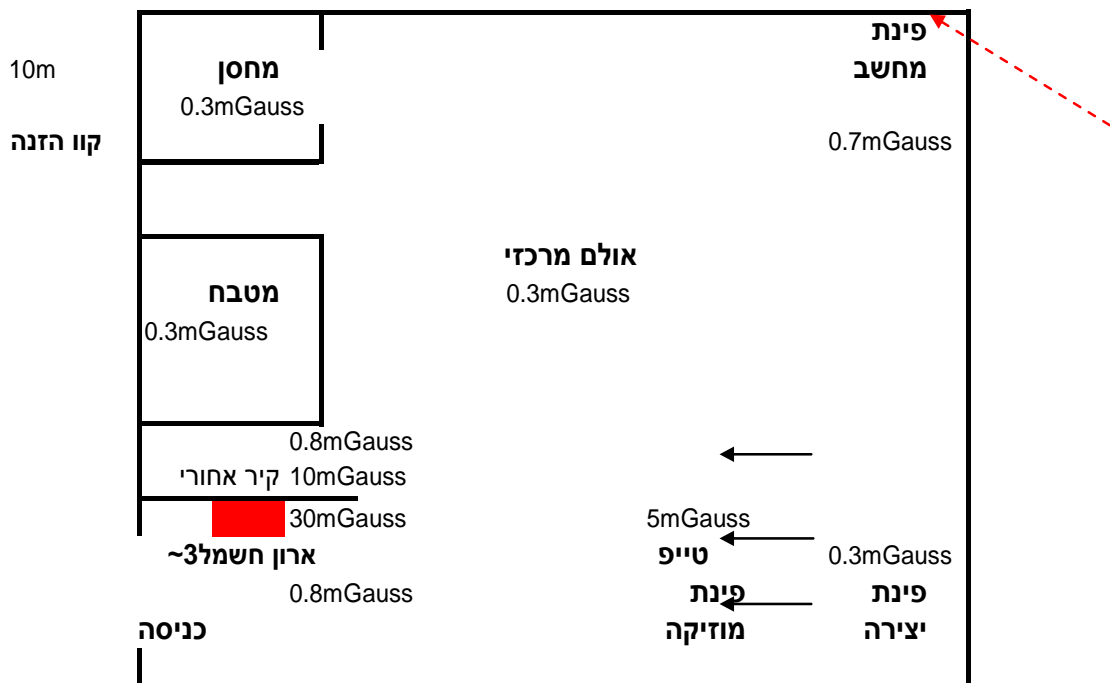 פינת
מחשב
10m
מחסן
0.3mGauss
קוו הזנה
0.7mGauss
אולם מרכזי
0.3mGauss
מטבח
0.3mGauss
0.8mGauss
קיר אחורי 10mGauss
30mGauss
5mGauss
ארון חשמל3~
טייפ
0.3mGauss
0.8mGauss
פינת
מוזיקה
פינת
יצירה
כניסה